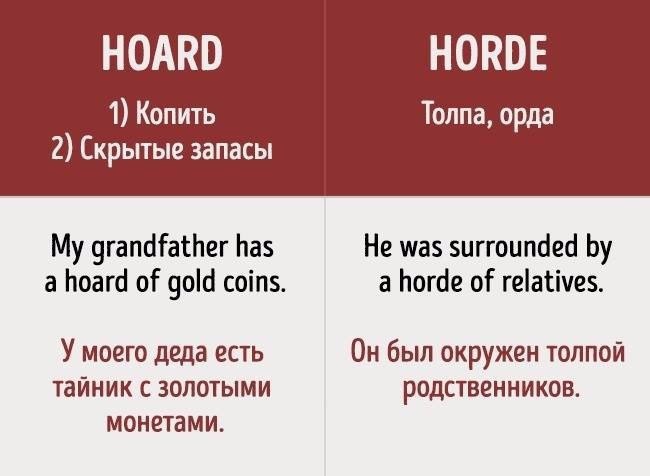 HOARD
1) Копить
2) Скрытые запасы
HORDE
Толпа, орда
My grandfather has
a hoard of gold coins.
У моего деда есть
тайник с золотыми
монетами.
He was surrounded by
a horde of relatives.
Он был окружен толпой
родственников.